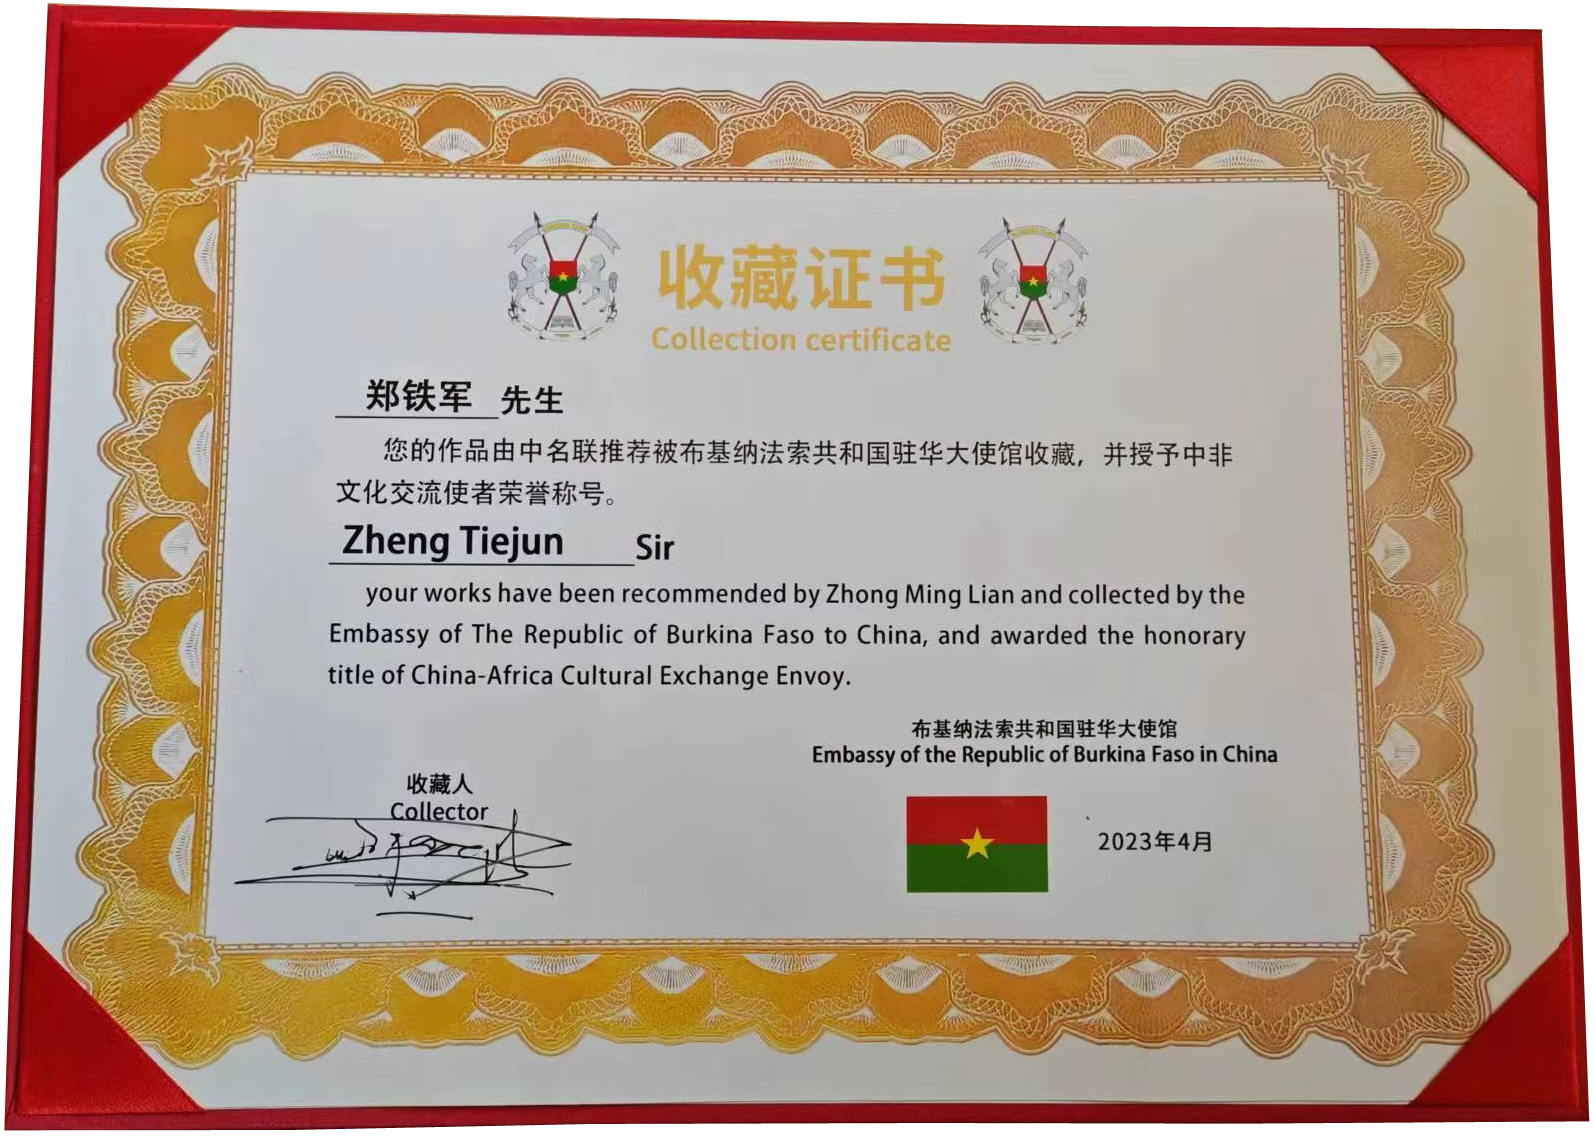 收藏证书
Collection certificate
郑铁军 先生
您的作品由中名联推荐被布基纳法索共和国驻华大使馆收藏，并授予中非
文化交流使者荣誉称号。
Zheng Tiejun Sir
your works have been recommended by Zhong Ming Lian and collected by the
Embassy of The Republic of Burkina Faso to China, and awarded the honorary
title of China-Africa Cultural Exchange Envoy.
布基纳法索共和国驻华大使馆
Embassy of the Republic of Burkina Faso in China
收藏人
Collector
2023年4月